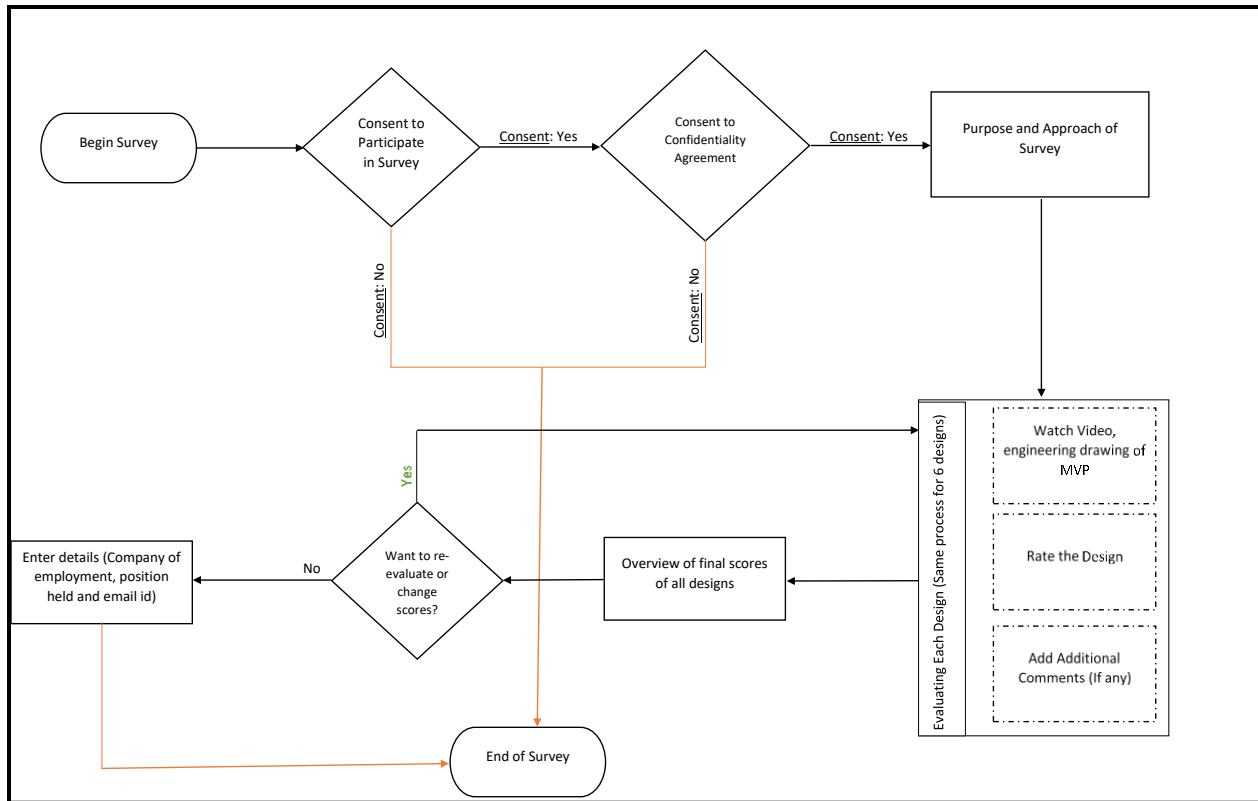 Begin Survey
Consent to
Participate
in Survey
Consent: Yes
Consent to
Confidentiality
Agreement
Consent: Yes
Purpose and Approach of
Survey
Consent: No
Consent: No
Evaluating Each Design (Same process for 6 designs)
Watch Video,
engineering drawing of
MVP
Rate the Design
Add Additional
Comments (If any)
Overview of final scores
of all designs
Want to re-
evaluate or
change
scores?
Yes
No
Enter details (Company of
employment, position
held and email id)
End of Survey